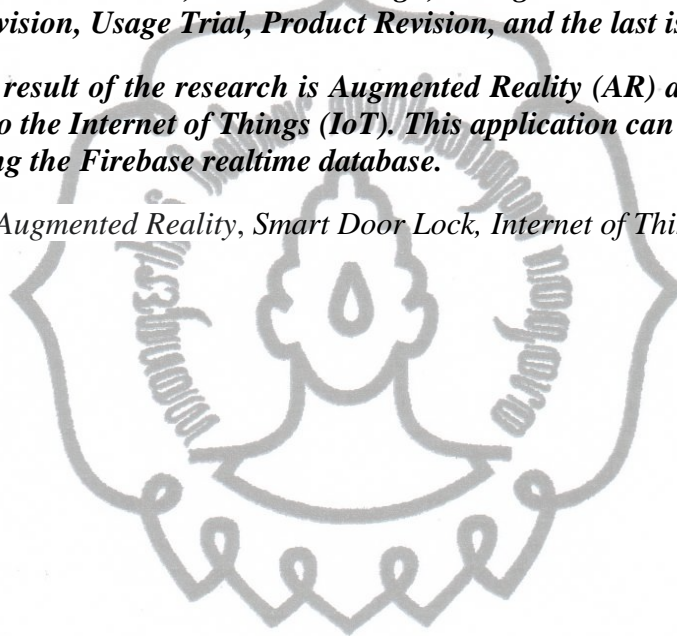 vision, Usage Trial, Product Revision, and the last is
result of the research is Augmented Reality (AR) a
o the Internet of Things (IoT). This application can
ng the Firebase realtime database.
Augmented Reality, Smart Door Lock, Internet of Thi